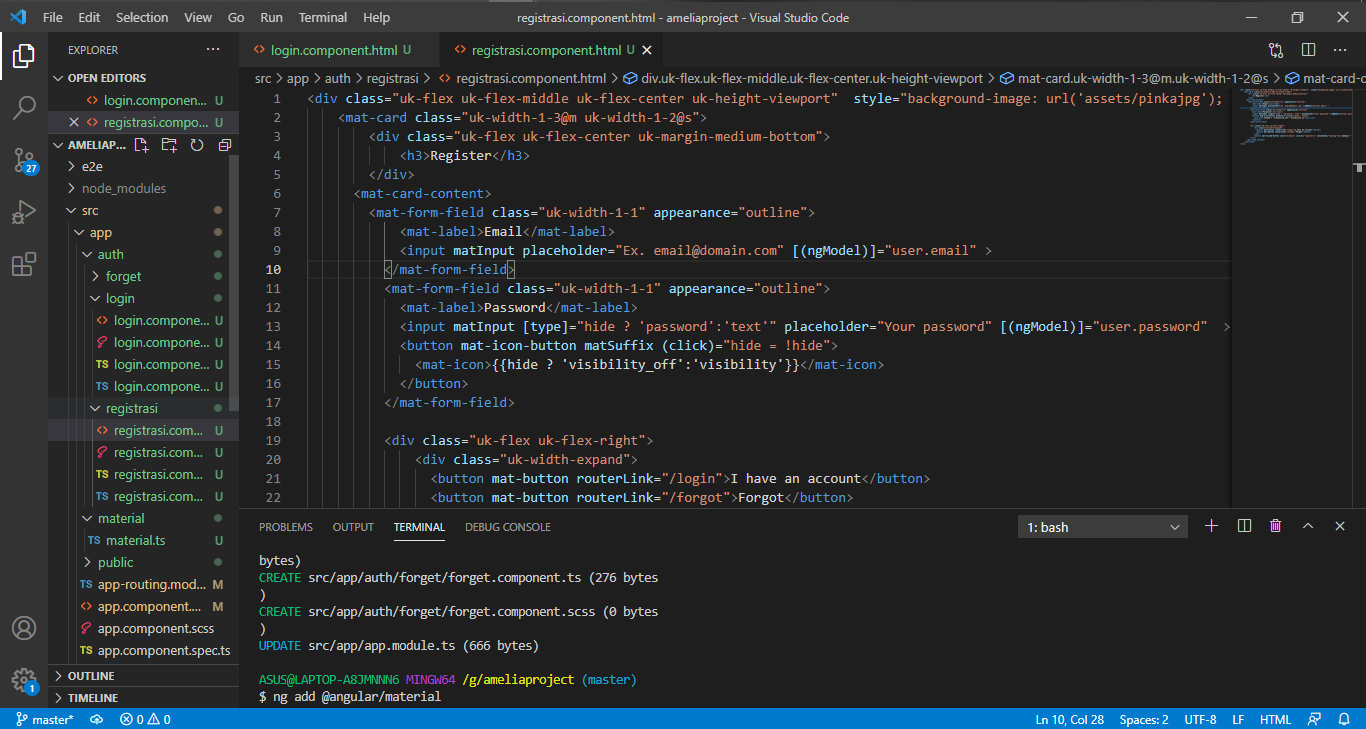 File Edit Selection View Go Run Terminal Help registrasi.component.html - ameliaproject - Visual Studio Code
EXPLORER
OPEN EDITORS
login.componen... U
registrasi.compo... U
AMELIAP...
e2e
node_modules
src
app
auth
forget
login
login.compone... U
login.compone... U
TS login.compone... U
TS login.compone... U
registrasi
registrasi.com... U
registrasi.com... U
TS registrasi.com... U
TS registrasi.com... U
material
TS material.ts U
public
TS app-routing.mod... M
app.component.... M
app.component.scss
TS app.component.spec.ts
OUTLINE
TIMELINE
27
1
login.component.html U registrasi.component.html U
src > app > auth > registrasi > registrasi.component.html > div.uk-flex.uk-flex-middle.uk-flex-center.uk-height-viewport > mat-card.uk-width-1-3@m.uk-width-1-2@s > mat-card-c
1 <div class="uk-flex uk-flex-middle uk-flex-center uk-height-viewport"  style="background-image: url('assets/pinkajpg');
2 <mat-card class="uk-width-1-3@m uk-width-1-2@s">
3 <div class="uk-flex uk-flex-center uk-margin-medium-bottom">
4 <h3>Register</h3>
5 </div>
6 <mat-card-content>
7 <mat-form-field class="uk-width-1-1" appearance="outline">
8 <mat-label>Email</mat-label>
9 <input matInput placeholder="Ex. email@domain.com" [(ngModel)]="user.email" >
10 </mat-form-field>
11 <mat-form-field class="uk-width-1-1" appearance="outline">
12 <mat-label>Password</mat-label>
13 <input matInput [type]="hide ? 'password':'text'" placeholder="Your password" [(ngModel)]="user.password"  >
14 <button mat-icon-button matSuffix (click)="hide = !hide">
15 <mat-icon>{{hide ? 'visibility_off':'visibility'}}</mat-icon>
16 </button>
17 </mat-form-field>
18
19 <div class="uk-flex uk-flex-right">
20 <div class="uk-width-expand">
21 <button mat-button routerLink="/login">I have an account</button>
22 <button mat-button routerLink="/forgot">Forgot</button>
PROBLEMS OUTPUT TERMINAL DEBUG CONSOLE 1: bash
bytes)
CREATE src/app/auth/forget/forget.component.ts (276 bytes
)
CREATE src/app/auth/forget/forget.component.scss (0 bytes
)
UPDATE src/app/app.module.ts (666 bytes)
ASUS@LAPTOP-A8JMNNN6 MINGW64 /g/ameliaproject (master)
$ ng add @angular/material
master* 0 0 Ln 10, Col 28 Spaces: 2 UTF-8 LF HTML